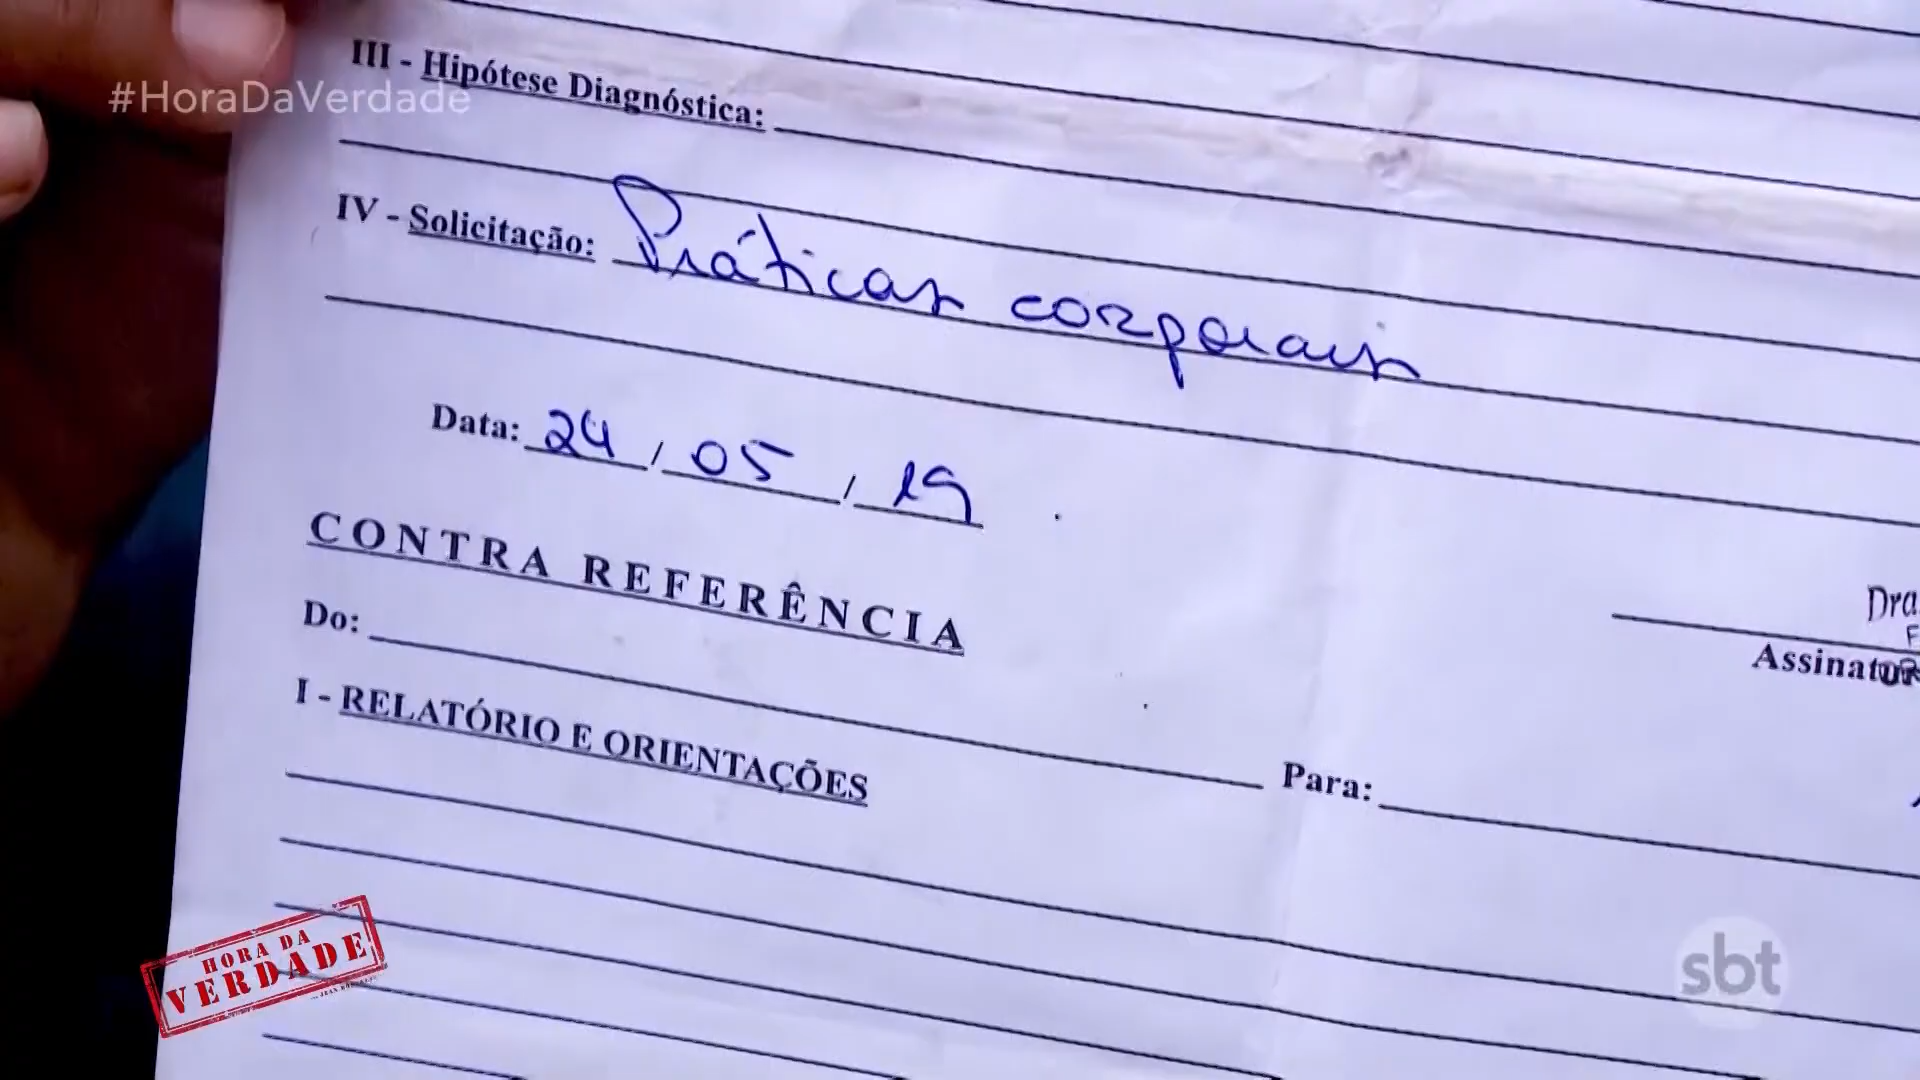 #HoraDaVerdade
III - Hipótese Diagnóstica:
IV - Solicitação: Práticas corporais
Data: 24 / 05 / 19
Dra
CONTRA REFERÊNCIA
Assinatu
Do:
Para:
I - RELATÓRIO E ORIENTAÇÕES
HORA DA
VERDADE
sbt